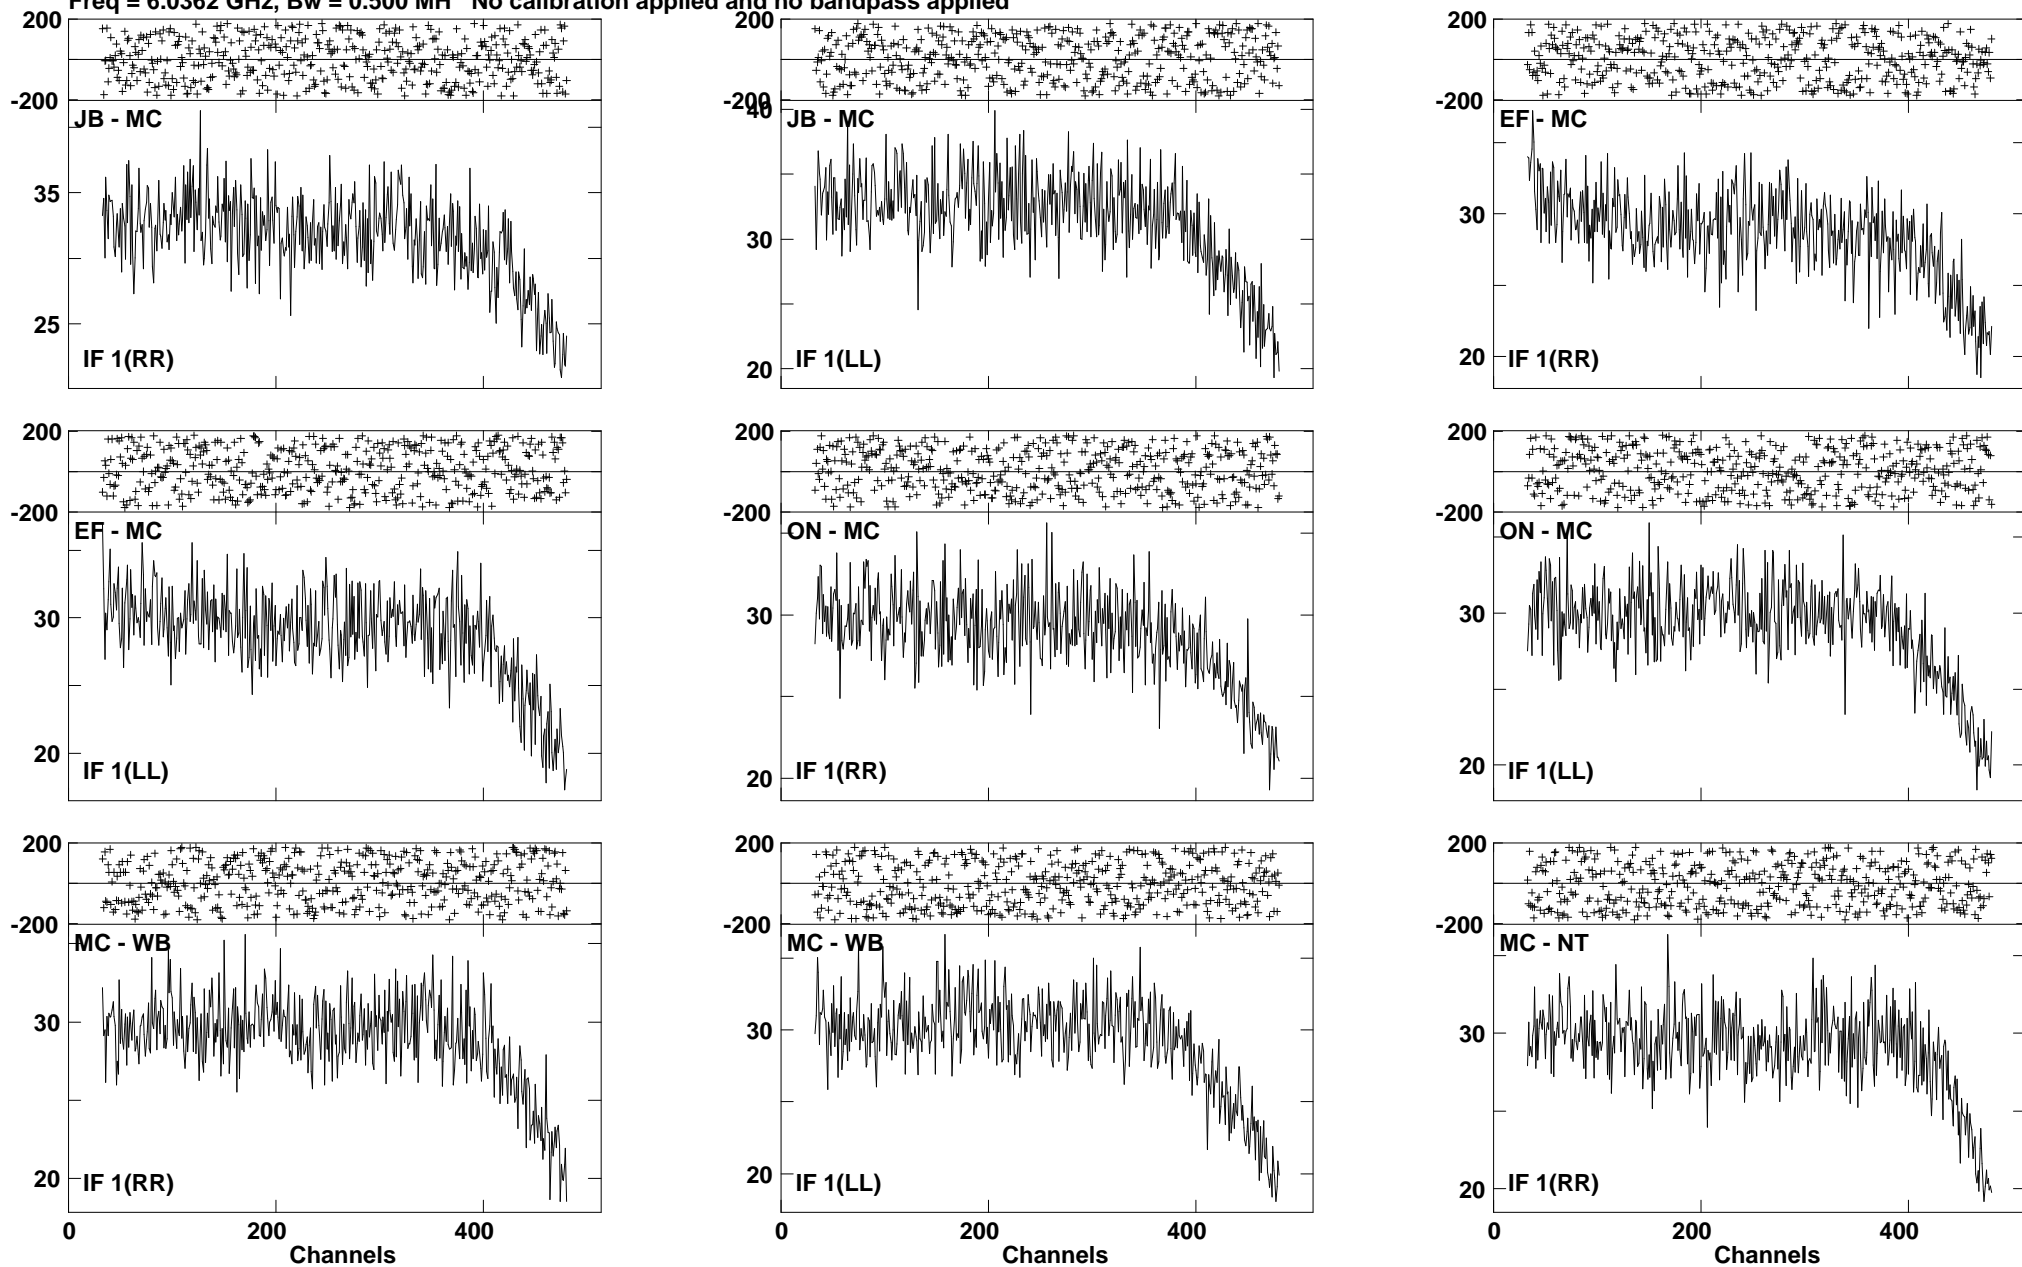 Freq = 6.0362 GHz, Bw = 0.500 MH No calibration applied and no bandpass applied
200 200 200
-200 -200 -200
40
JB - MC JB - MC EF - MC
35 30 30
25 20 20
IF 1(RR) IF 1(LL) IF 1(RR)
200 200 200
-200 -200 -200
EF - MC ON - MC ON - MC
30 30 30
20 20 20
IF 1(LL) IF 1(RR) IF 1(LL)
200 200 200
-200 -200 -200
MC - WB MC - WB MC - NT
30 30 30
20 20 20
IF 1(RR) IF 1(LL) IF 1(RR)
0 200 400 0 200 400 0 200 400
Channels Channels Channels